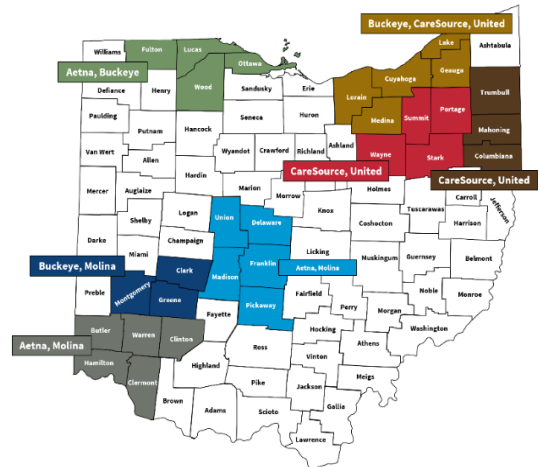 Buckeye, CareSource, United
Lake
Ashtabula
Williams
Fulton
Lucas
Ottawa
Geauga
Cuyahoga
Aetna, Buckeye
Wood
Lorain
Trumbull
Defiance
Henry
Sandusky
Erie
Medina
Summit
Portage
Paulding
Seneca
Huron
Mahoning
Putnam
Hancock
Van Wert
Wyandot
Crawford
Richland
Ashland
Wayne
Stark
Columbiana
Allen
CareSource, United
CareSource, United
Hardin
Mercer
Auglaize
Marion
Morrow
Holmes
Carroll
Jefferson
Logan
Union
Delaware
Knox
Coshocton
Tuscarawas
Harrison
Shelby
Darke
Champaign
Licking
Belmont
Miami
Franklin
Muskingum
Guernsey
Buckeye, Molina
Clark
Madison
Aetna, Molina
Noble
Monroe
Preble
Montgomery
Greene
Pickaway
Fairfield
Perry
Morgan
Fayette
Washington
Butler
Warren
Clinton
Hocking
Athens
Aetna, Molina
Ross
Vinton
Hamilton
Clermont
Highland
Meigs
Pike
Jackson
Brown
Adams
Scioto
Gallia
Lawrence